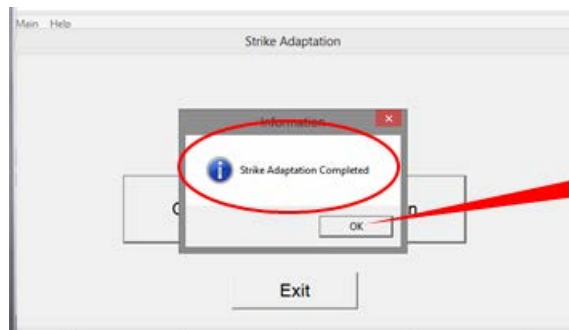 Main Help
Strike Adaptation
Information
Strike Adaptation Completed
OK
Exit